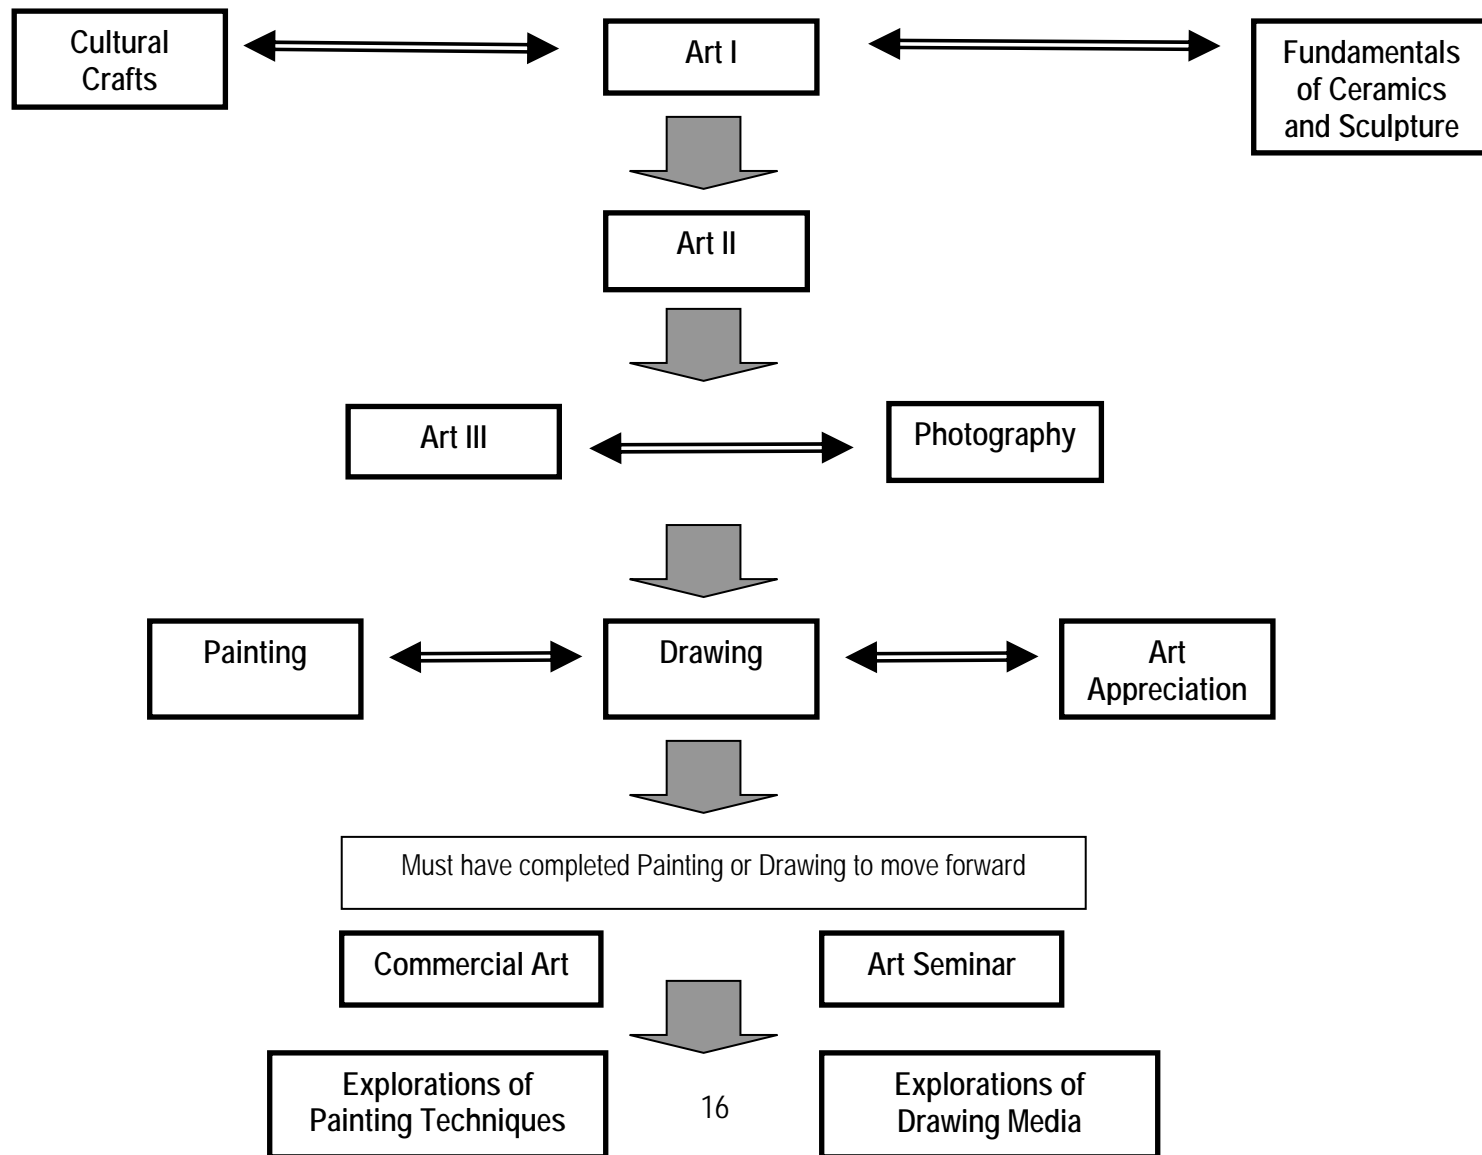 Cultural
Crafts
Art I
Fundamentals
of Ceramics
and Sculpture
Art II
Art III
Photography
Painting
Drawing
Art
Appreciation
Must have completed Painting or Drawing to move forward
Commercial Art
Art Seminar
Explorations of
Painting Techniques
16
Explorations of
Drawing Media